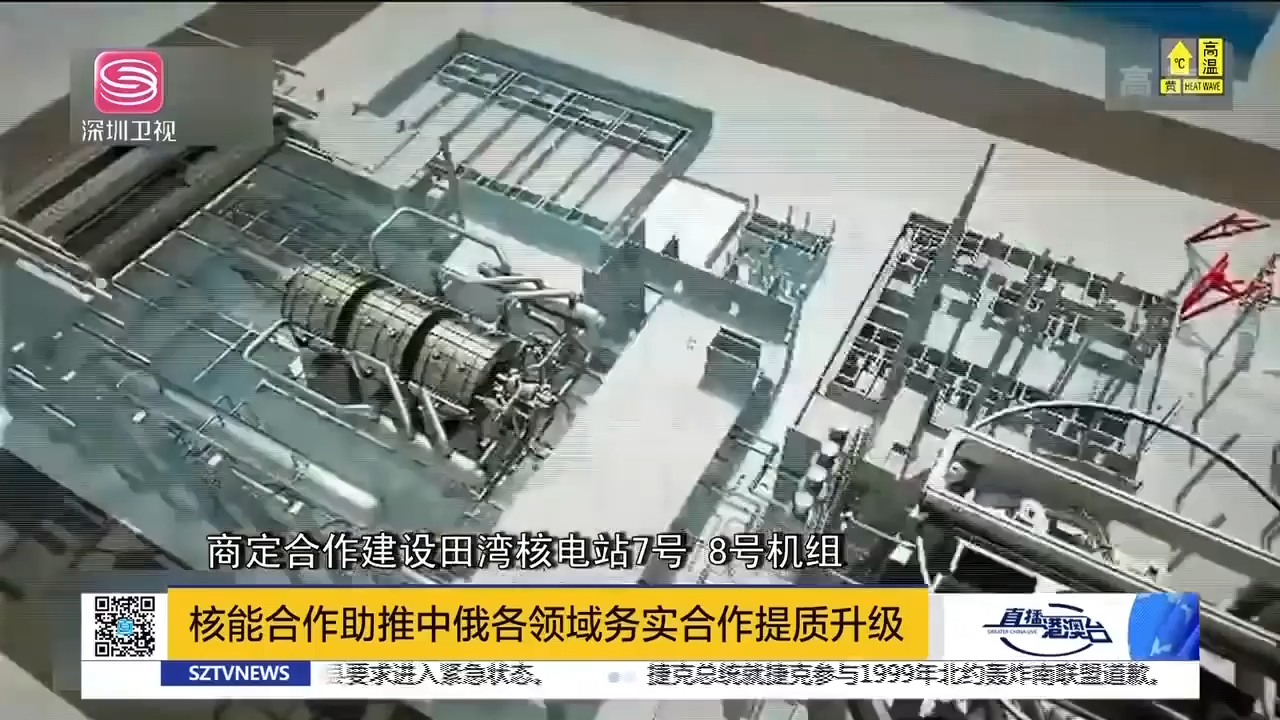 深圳卫视
高温
℃
黄
HEAT WAVE
商定合作建设田湾核电站7号 8号机组
核能合作助推中俄各领域务实合作提质升级
直播港澳台
GREATER CHINA LIVE
SZTVNEWS
要求进入紧急状态。 捷克总统就捷克参与1999年北约轰炸南联盟道歉。